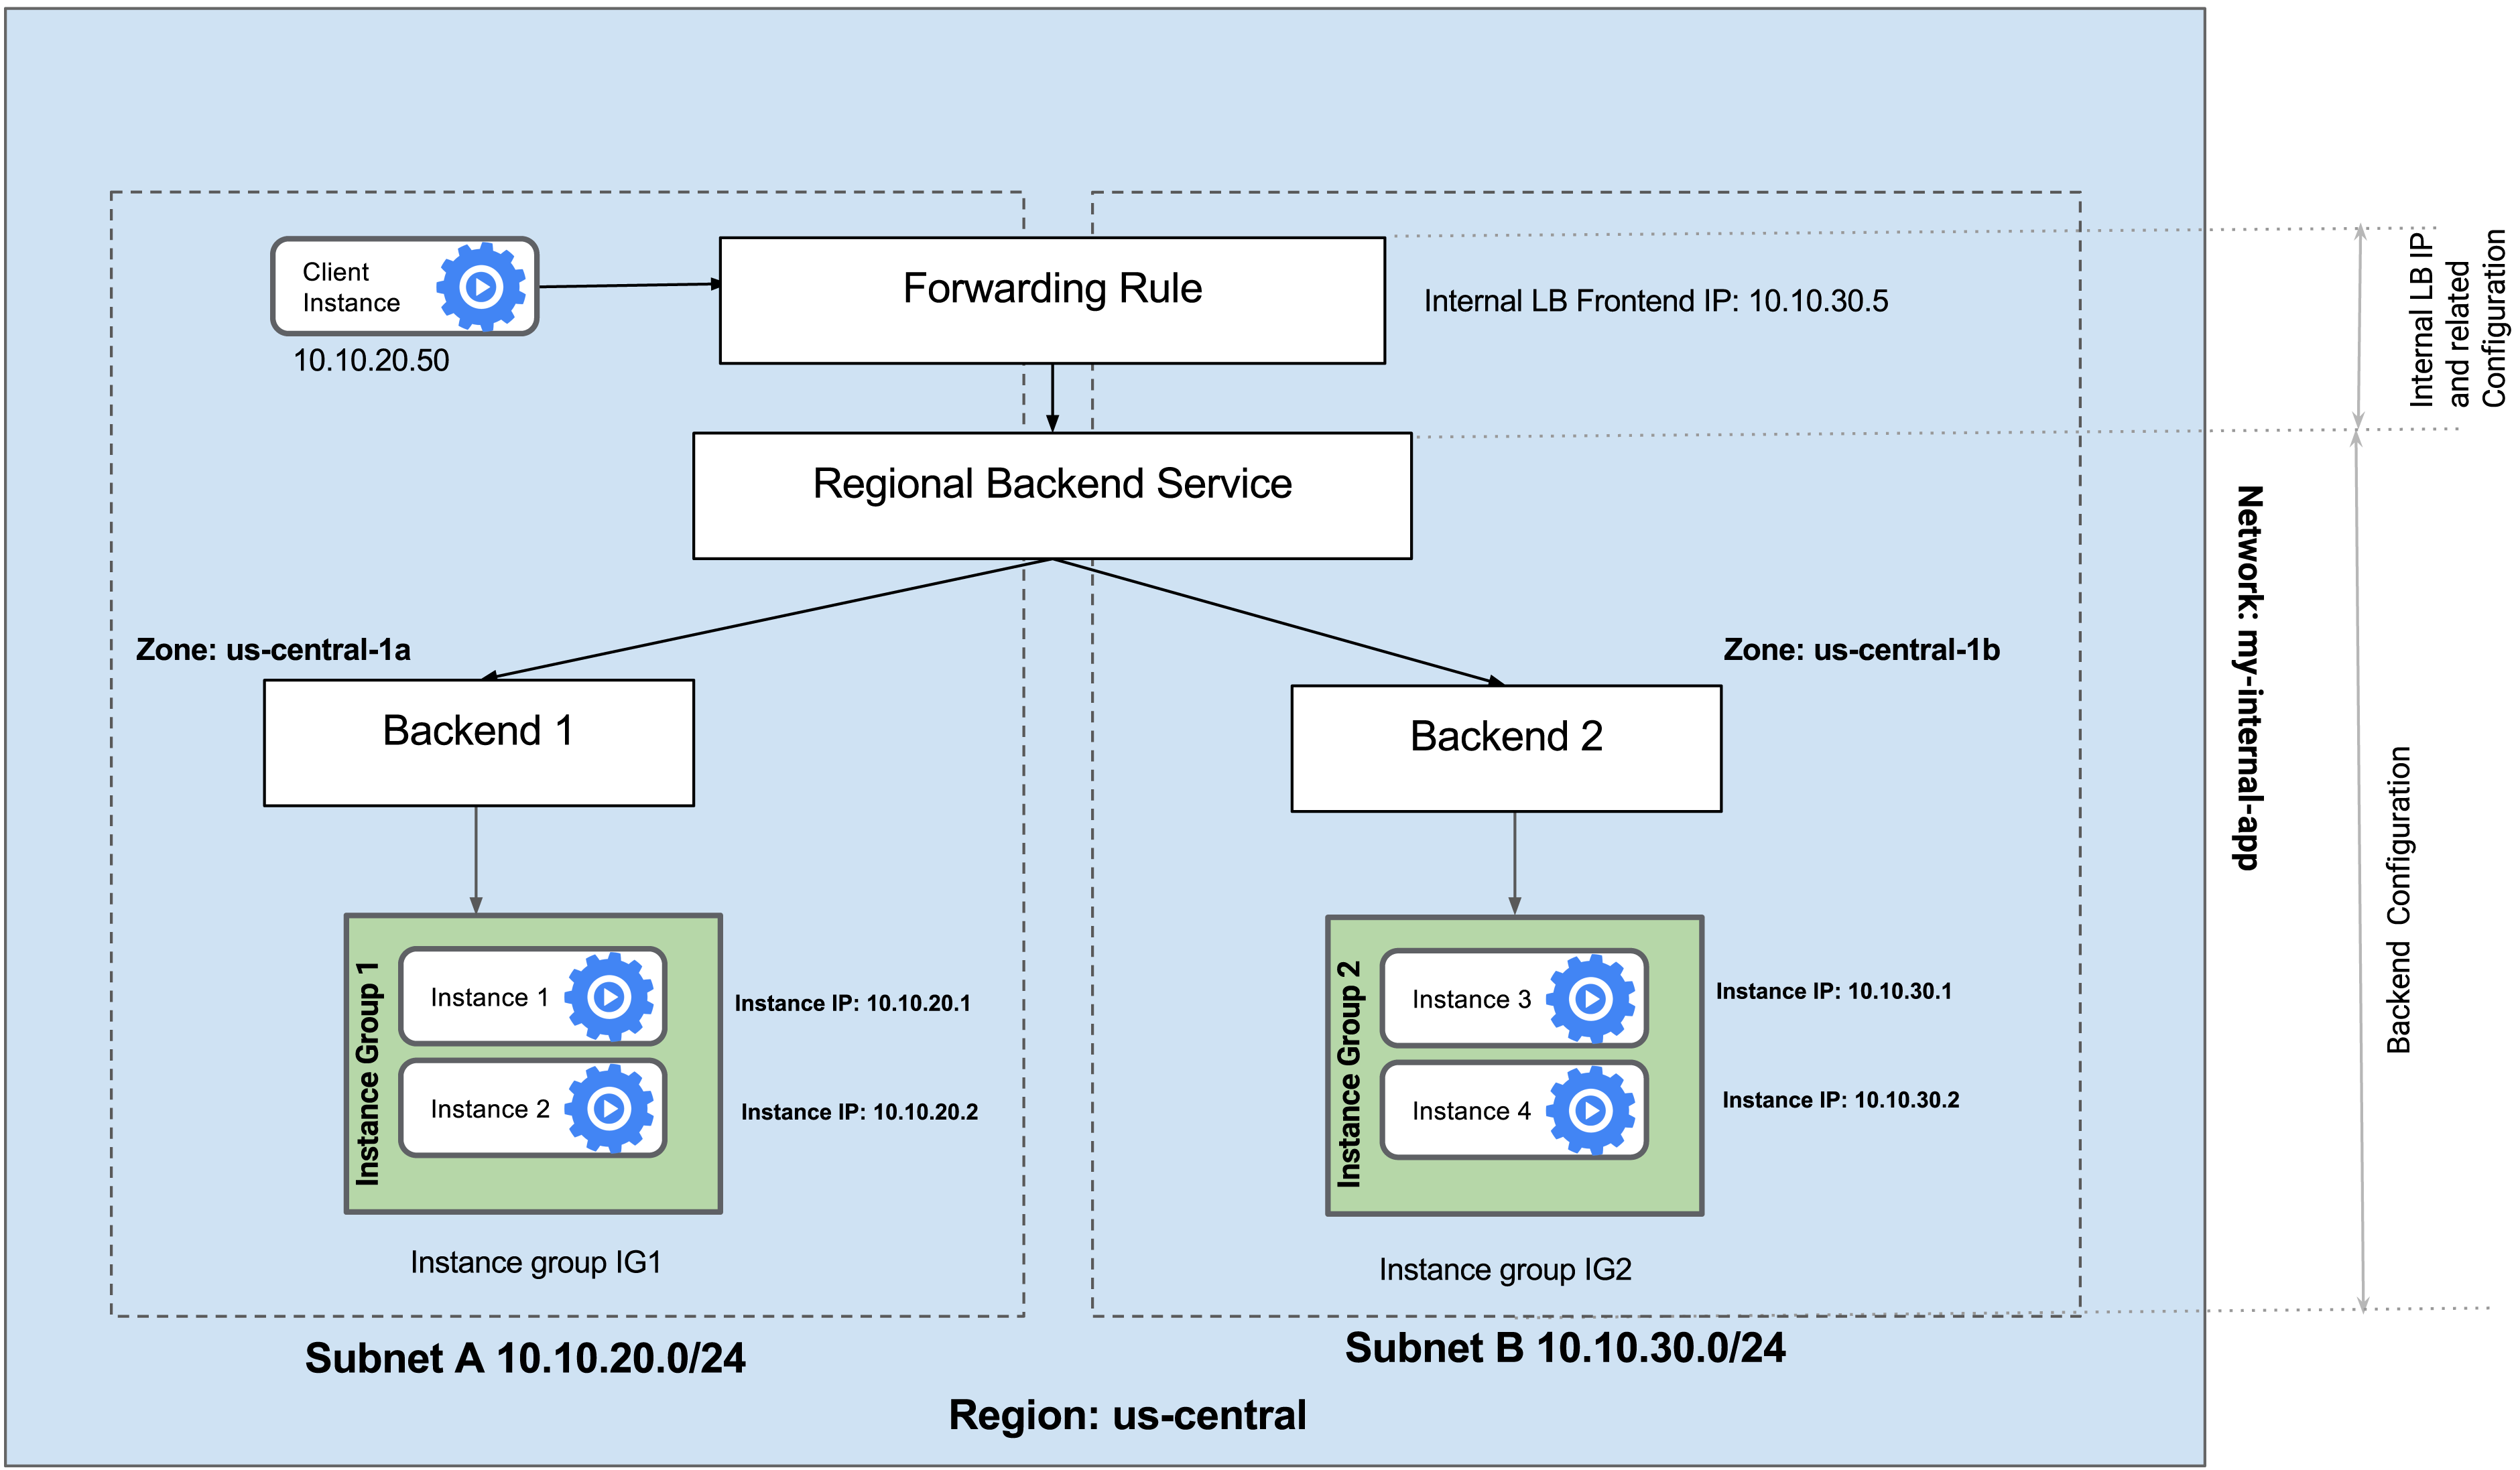 Client
Instance
10.10.20.50
Forwarding Rule
Internal LB Frontend IP: 10.10.30.5
Internal LB IP
and related
Configuration
Regional Backend Service
Network: my-internal-app
Zone: us-central-1a
Zone: us-central-1b
Backend 1
Backend 2
Backend Configuration
Instance Group 1
Instance 1
Instance IP: 10.10.20.1
Instance 2
Instance IP: 10.10.20.2
Instance Group 2
Instance 3
Instance IP: 10.10.30.1
Instance 4
Instance IP: 10.10.30.2
Instance group IG1
Instance group IG2
Subnet A 10.10.20.0/24
Subnet B 10.10.30.0/24
Region: us-central